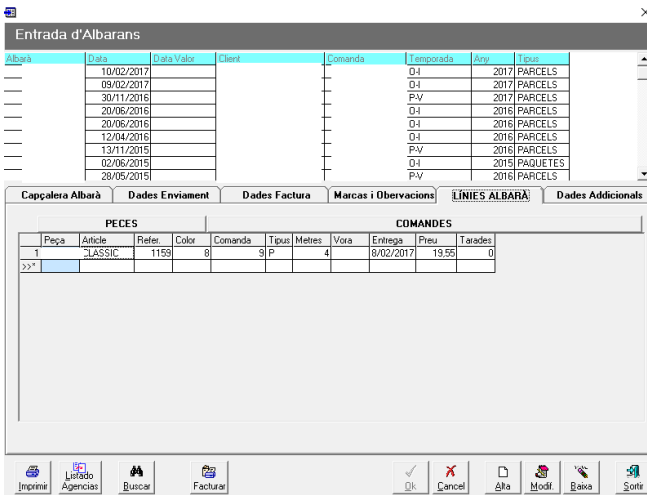 Entrada d'Albarans
Albarà Data Data Valor Client Comanda Temporada Any Tipus
10/02/2017 O-I 2017 PARCELS
09/02/2017 O-I 2017 PARCELS
30/11/2016 P-V 2017 PARCELS
20/06/2016 O-I 2016 PARCELS
20/06/2016 O-I 2016 PARCELS
12/04/2016 O-I 2016 PARCELS
13/11/2015 P-V 2016 PARCELS
02/06/2015 O-I 2015 PAQUETES
28/05/2015 P-V 2016 PARCELS
Capçalera Albarà Dades Enviament Dades Factura Marcas i Obervacions LÍNIES ALBARÀ Dades Addicionals
PECES COMANDES
Peça Article Refer. Color Comanda Tipus Metres Vora Entrega Preu Tarades
1 CLASSIC 1159 8 9 P 4 8/02/2017 19,55 0
>>*
Imprimir Listado Agencias Buscar Facturar Ok Cancel Alta Modif. Baixa Sortir